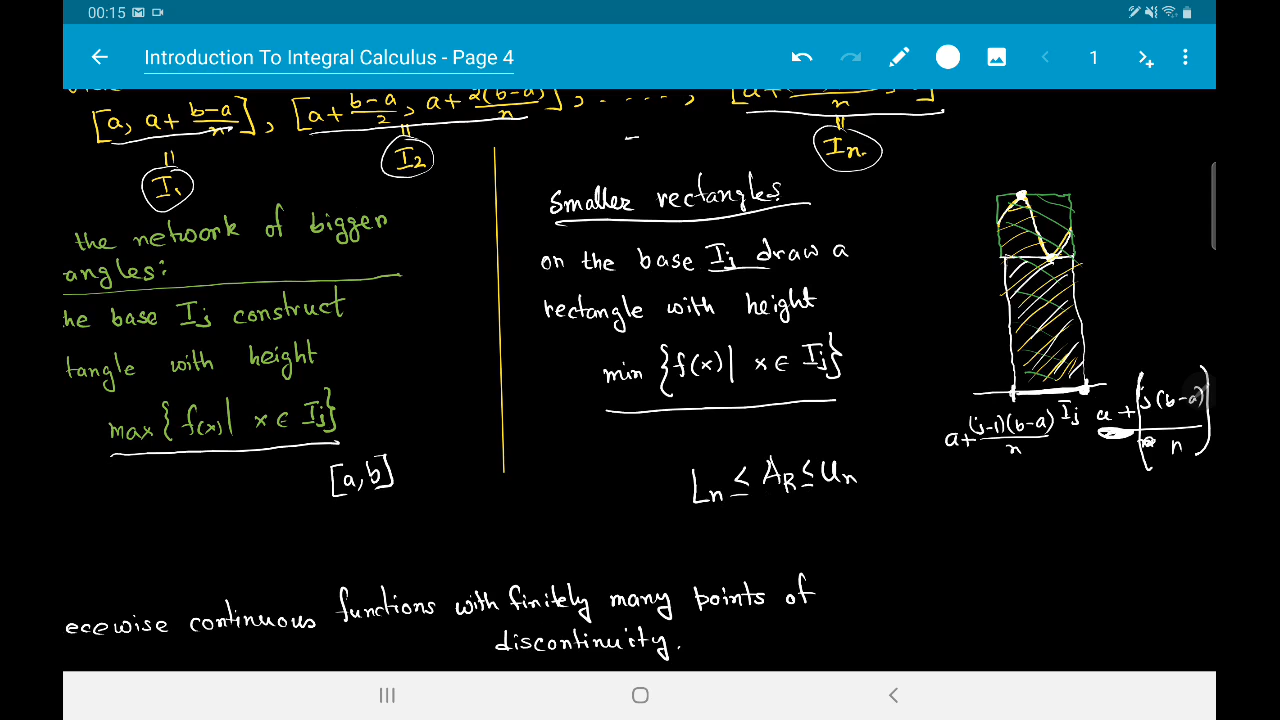 00:15
Introduction To Integral Calculus - Page 4
1
[a, a+ b-a/n], [a+ b-a/2, a+ 2(b-a)/n], ....., [a+ /n
I₁
I₂
Iₙ
the network of bigger
angles:
he base Iⱼ construct
tangle with height
max{ f(x) | x ∈ Iⱼ}
[a,b]
Smaller rectangles
on the base Iⱼ draw a
rectangle with height
min {f(x) | x ∈ Iⱼ}
Lₙ ≤ A_R ≤ Uₙ
a+ (j-1)(b-a)/n Iⱼ a + (j(b-a)/n)
ecewise continuous functions with finitely many points of
discontinuity.